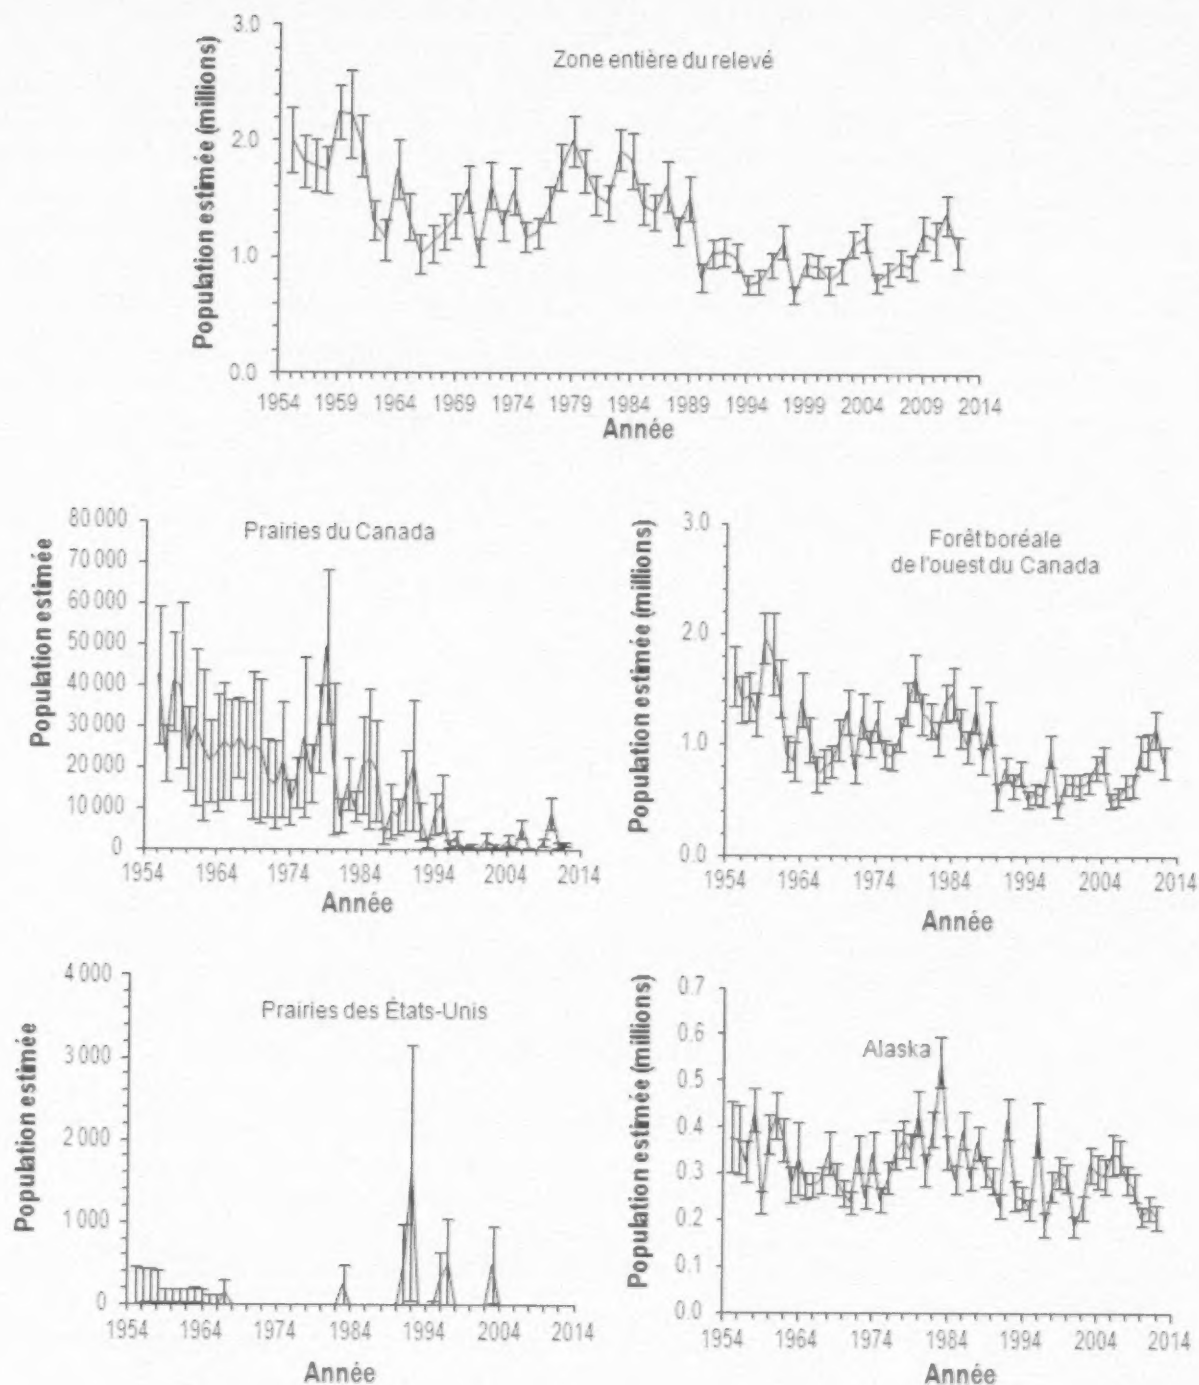 Zone entière du relevé
Population estimée (millions)
3.0
2.0
1.0
0.0
1954 1959 1964 1969 1974 1979 1984 1989 1994 1999 2004 2009 2014
Année
Prairies du Canada
Population estimée
80 000
70 000
60 000
50 000
40 000
30 000
20 000
10 000
0
1954 1964 1974 1984 1994 2004 2014
Année
Forêt boréale
de l'ouest du Canada
Population estimée (millions)
3.0
2.0
1.0
0.0
1954 1964 1974 1984 1994 2004 2014
Année
Prairies des États-Unis
Population estimée
4 000
3 000
2 000
1 000
0
1954 1964 1974 1984 1994 2004 2014
Année
Alaska
Population estimée (millions)
0.7
0.6
0.5
0.4
0.3
0.2
0.1
0.0
1954 1964 1974 1984 1994 2004 2014
Année